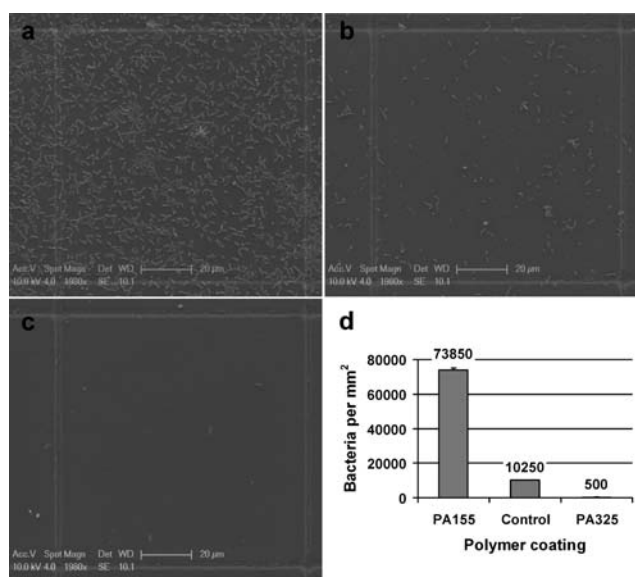 a
Acc.V Spot Magn Det WD 20 μm
10.0 kV 4.0 1980x SE 10.1
b
Acc.V Spot Magn Det WD 20 μm
10.0 kV 4.0 1980x SE 10.1
c
Acc.V Spot Magn Det WD 20 μm
10.0 kV 4.0 1980x SE 10.1
d
Bacteria per mm²
80000
60000
40000
20000
0
73850
10250
500
PA155 Control PA325
Polymer coating